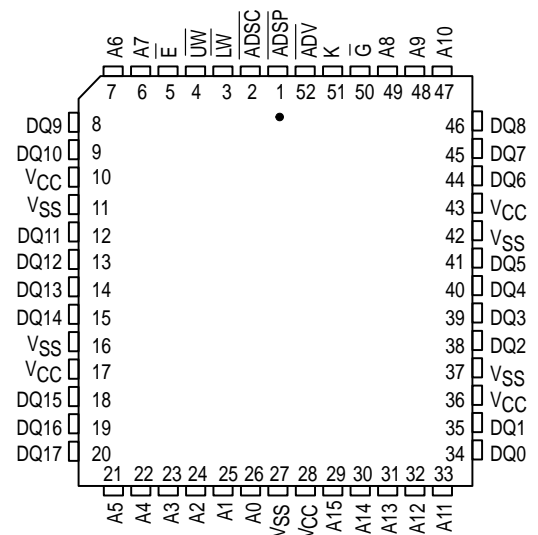 A6 A7 E UW LW ADSC ADSP ADV K G A8 A9 A10
7 6 5 4 3 2 1 52 51 50 49 48 47
DQ9 8 46 DQ8
DQ10 9 45 DQ7
VCC 10 44 DQ6
VSS 11 43 VCC
DQ11 12 42 VSS
DQ12 13 41 DQ5
DQ13 14 40 DQ4
DQ14 15 39 DQ3
VSS 16 38 DQ2
VCC 17 37 VSS
DQ15 18 36 VCC
DQ16 19 35 DQ1
DQ17 20 34 DQ0
21 22 23 24 25 26 27 28 29 30 31 32 33
A5 A4 A3 A2 A1 A0 VSS VCC A15 A14 A13 A12 A11